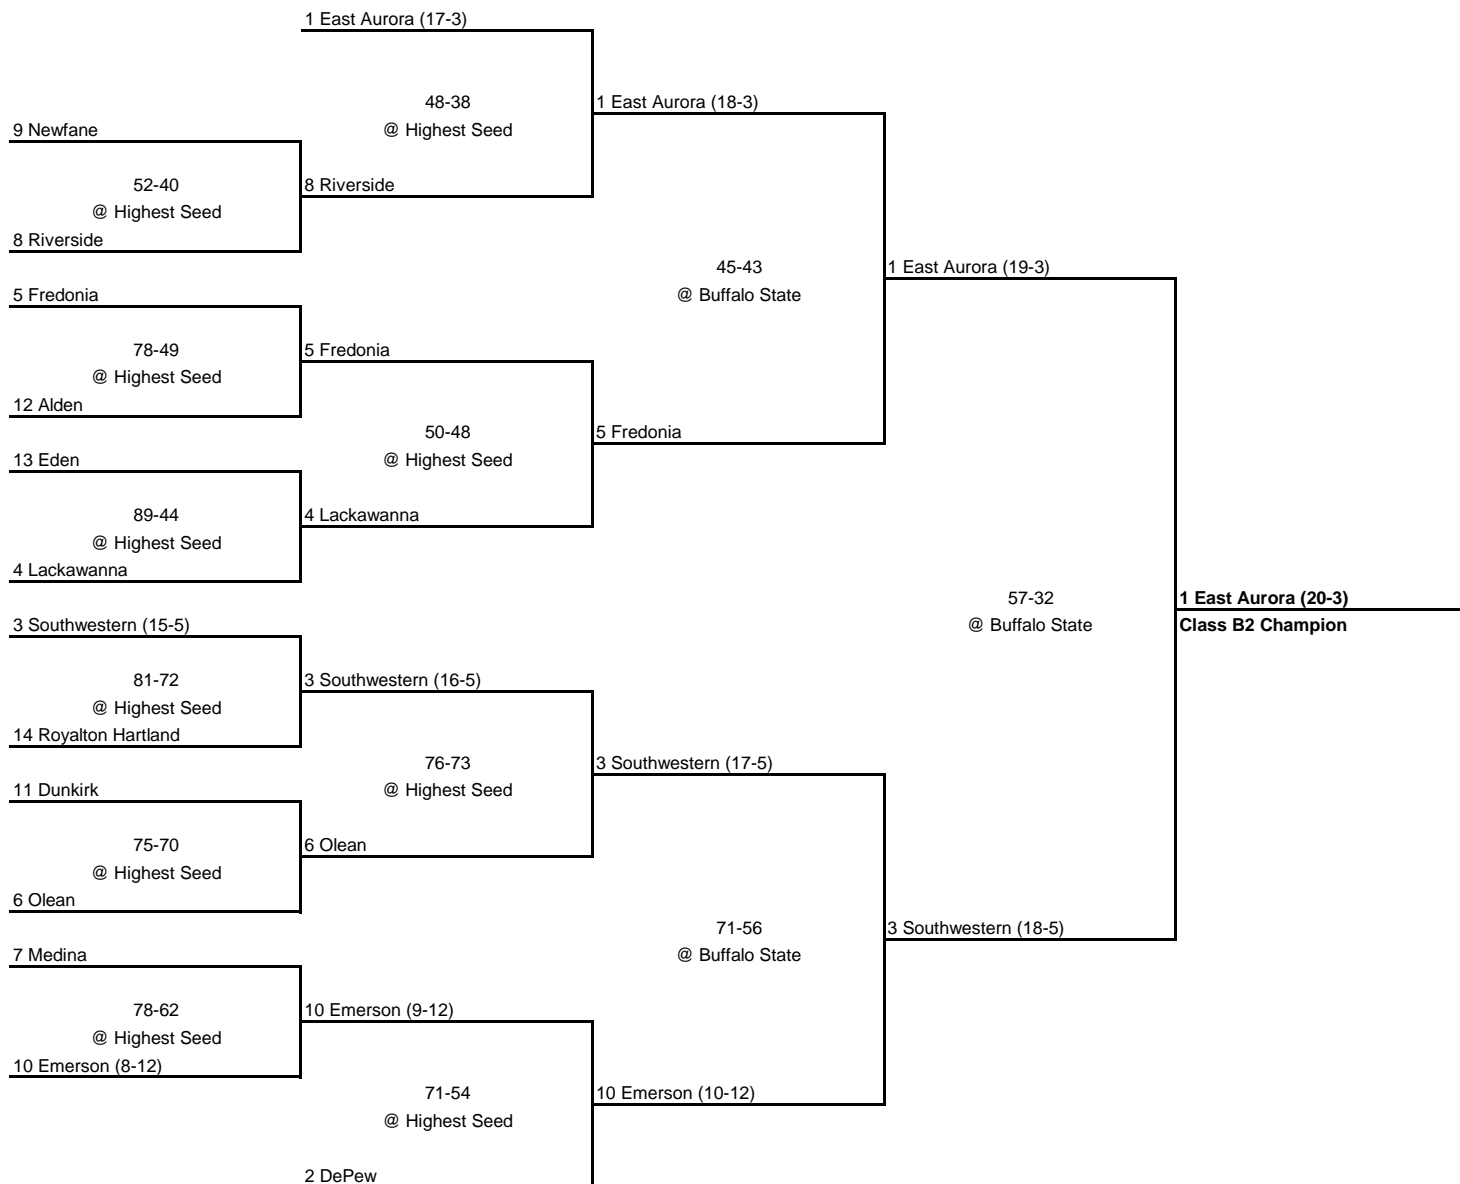 1 East Aurora (17-3)
48-38
1 East Aurora (18-3)
@ Highest Seed
9 Newfane
52-40
8 Riverside
@ Highest Seed
8 Riverside
45-43
1 East Aurora (19-3)
@ Buffalo State
5 Fredonia
78-49
5 Fredonia
@ Highest Seed
12 Alden
50-48
5 Fredonia
@ Highest Seed
13 Eden
89-44
4 Lackawanna
@ Highest Seed
4 Lackawanna
57-32
1 East Aurora (20-3)
@ Buffalo State
Class B2 Champion
3 Southwestern (15-5)
81-72
3 Southwestern (16-5)
@ Highest Seed
14 Royalton Hartland
76-73
3 Southwestern (17-5)
@ Highest Seed
11 Dunkirk
75-70
6 Olean
@ Highest Seed
6 Olean
71-56
3 Southwestern (18-5)
@ Buffalo State
7 Medina
78-62
10 Emerson (9-12)
@ Highest Seed
10 Emerson (8-12)
71-54
10 Emerson (10-12)
@ Highest Seed
2 DePew